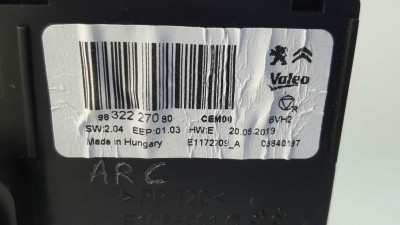 Valeo
98 322 270 80 CEM00 BVH2
SW:2.04 EEP:01.03 HW:E 20.05.2019 03840197
Made in Hungary E1172709_A
ARC